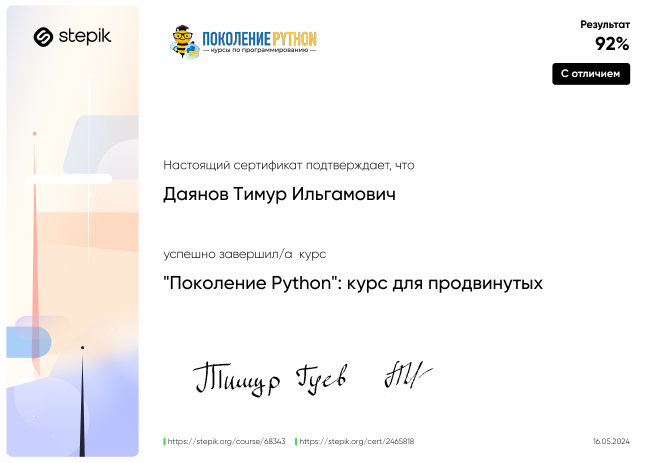 stepik
ПОКОЛЕНИЕ PYTHON
курсы по программированию
Результат
92%
С отличием
Настоящий сертификат подтверждает, что
Даянов Тимур Ильгамович
успешно завершил/а курс
"Поколение Python": курс для продвинутых
Тимур Гуев
https://stepik.org/course/68343 https://stepik.org/cert/2465818 16.05.2024